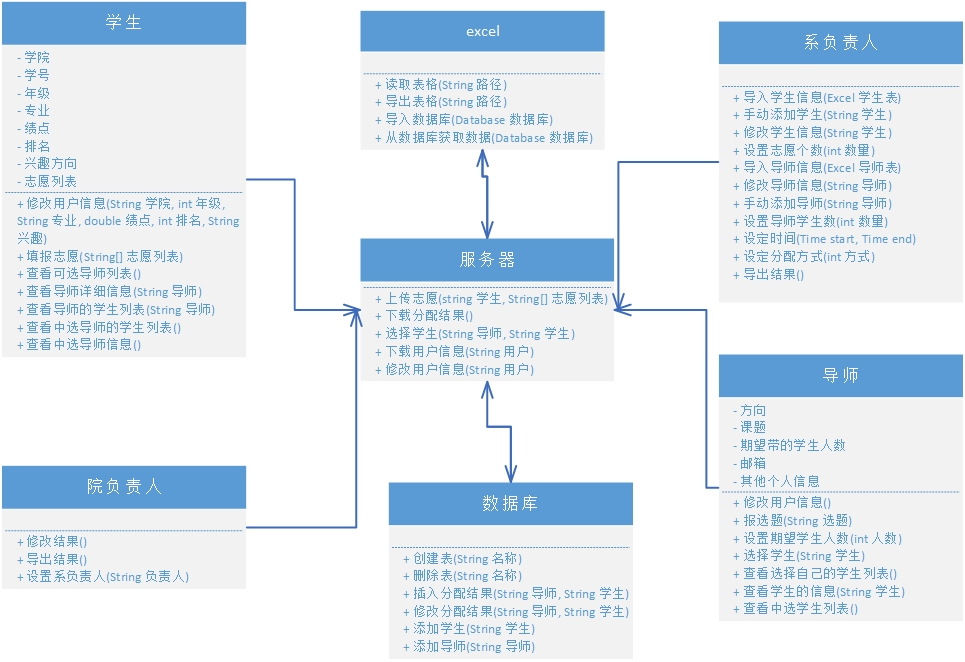 学生
- 学院
- 学号
- 年级
- 专业
- 绩点
- 排名
- 兴趣方向
- 志愿列表
+ 修改用户信息(String 学院, int 年级,
String 专业, double 绩点, int 排名, String
兴趣)
+ 填报志愿(String[] 志愿列表)
+ 查看可选导师列表()
+ 查看导师详细信息(String 导师)
+ 查看导师的学生列表(String 导师)
+ 查看中选导师的学生列表()
+ 查看中选导师信息()
excel
+ 读取表格(String 路径)
+ 导出表格(String 路径)
+ 导入数据库(Database 数据库)
+ 从数据库获取数据(Database 数据库)
系负责人
+ 导入学生信息(Excel 学生表)
+ 手动添加学生(String 学生)
+ 修改学生信息(String 学生)
+ 设置志愿个数(int 数量)
+ 导入导师信息(Excel 导师表)
+ 修改导师信息(String 导师)
+ 手动添加导师(String 导师)
+ 设置导师学生数(int 数量)
+ 设定时间(Time start, Time end)
+ 设定分配方式(int 方式)
+ 导出结果()
服务器
+ 上传志愿(string 学生, String[] 志愿列表)
+ 下载分配结果()
+ 选择学生(String 导师, String 学生)
+ 下载用户信息(String 用户)
+ 修改用户信息(String 用户)
导师
- 方向
- 课题
- 期望带的学生人数
- 邮箱
- 其他个人信息
+ 修改用户信息()
+ 报选题(String 选题)
+ 设置期望学生人数(int 人数)
+ 选择学生(String 学生)
+ 查看选择自己的学生列表()
+ 查看学生的信息(String 学生)
+ 查看中选学生列表()
院负责人
+ 修改结果()
+ 导出结果()
+ 设置系负责人(String 负责人)
数据库
+ 创建表(String 名称)
+ 删除表(String 名称)
+ 插入分配结果(String 导师, String 学生)
+ 修改分配结果(String 导师, String 学生)
+ 添加学生(String 学生)
+ 添加导师(String 导师)